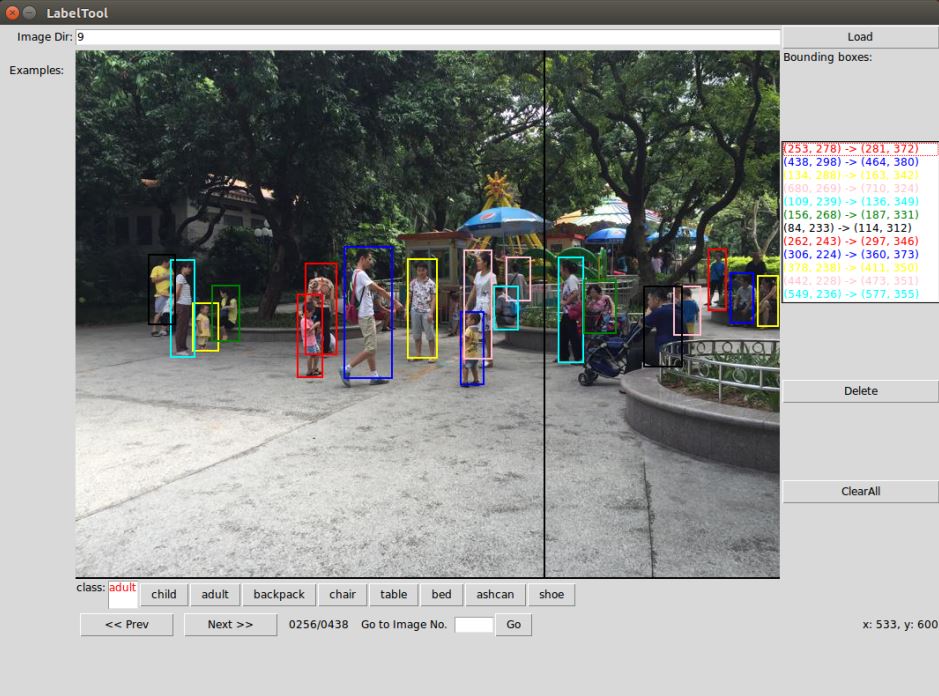 LabelTool
Image Dir: 9
Load
Examples:
Bounding boxes:
(253, 278) -> (281, 372)
(438, 298) -> (464, 380)
(134, 288) -> (163, 342)
(680, 269) -> (710, 324)
(109, 239) -> (136, 349)
(156, 268) -> (187, 331)
(84, 233) -> (114, 312)
(262, 243) -> (297, 346)
(306, 224) -> (360, 373)
(378, 238) -> (411, 350)
(442, 228) -> (473, 351)
(549, 236) -> (577, 355)
Delete
ClearAll
class: adult child adult backpack chair table bed ashcan shoe
<< Prev Next >> 0256/0438 Go to Image No. Go x: 533, y: 600